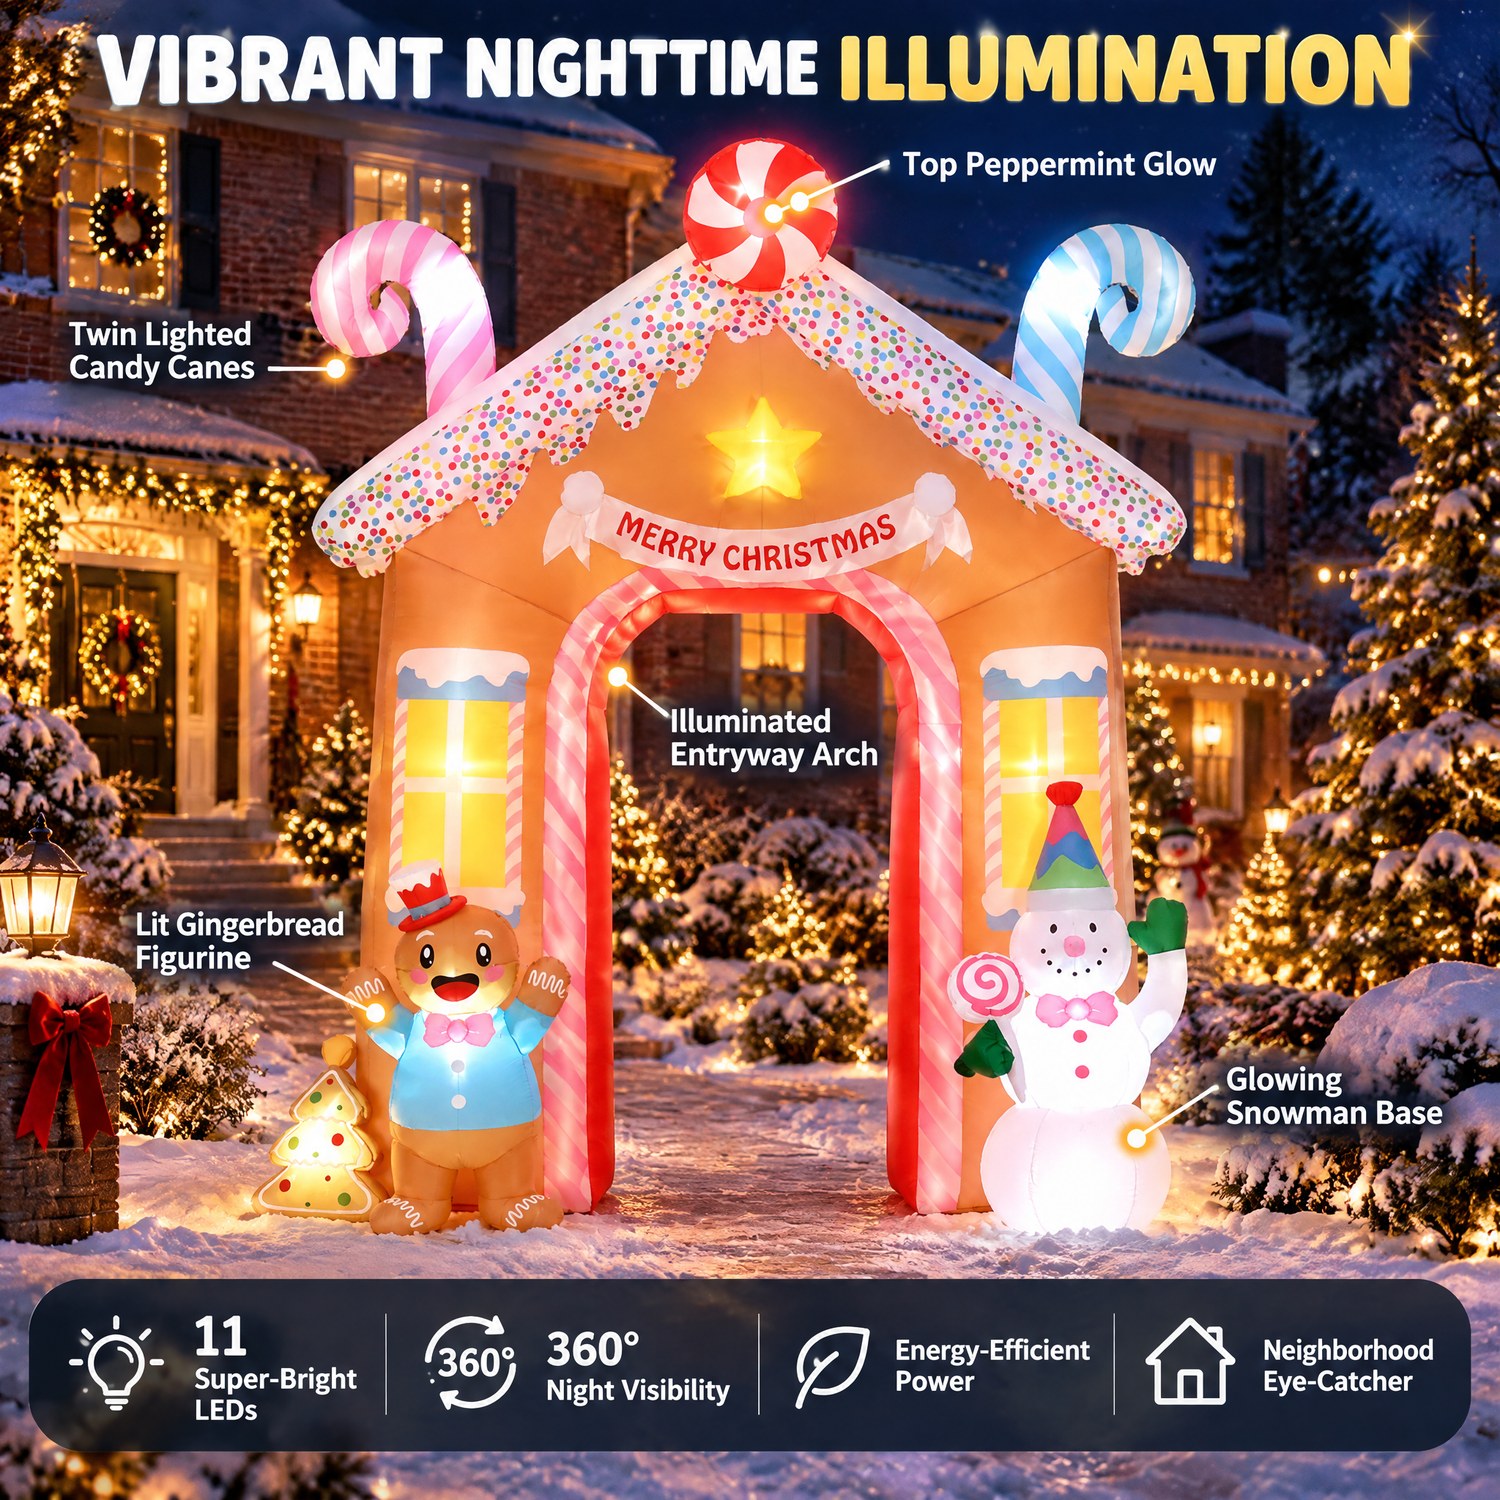 VIBRANT NIGHTTIME ILLUMINATION
Top Peppermint Glow
Twin Lighted
Candy Canes
MERRY CHRISTMAS
Illuminated
Entryway Arch
Lit Gingerbread
Figurine
Glowing
Snowman Base
11
Super-Bright
LEDs
360°
360°
Night Visibility
Energy-Efficient
Power
Neighborhood
Eye-Catcher